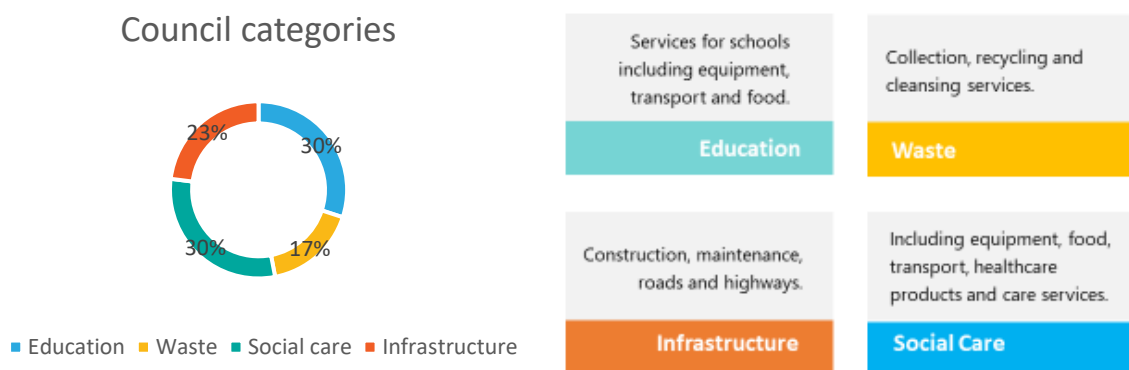 Council categories
23%
30%
30%
17%
Education Waste Social care Infrastructure
Services for schools
including equipment,
transport and food.
Education
Collection, recycling and
cleansing services.
Waste
Construction, maintenance,
roads and highways.
Infrastructure
Including equipment, food,
transport, healthcare
products and care services.
Social Care